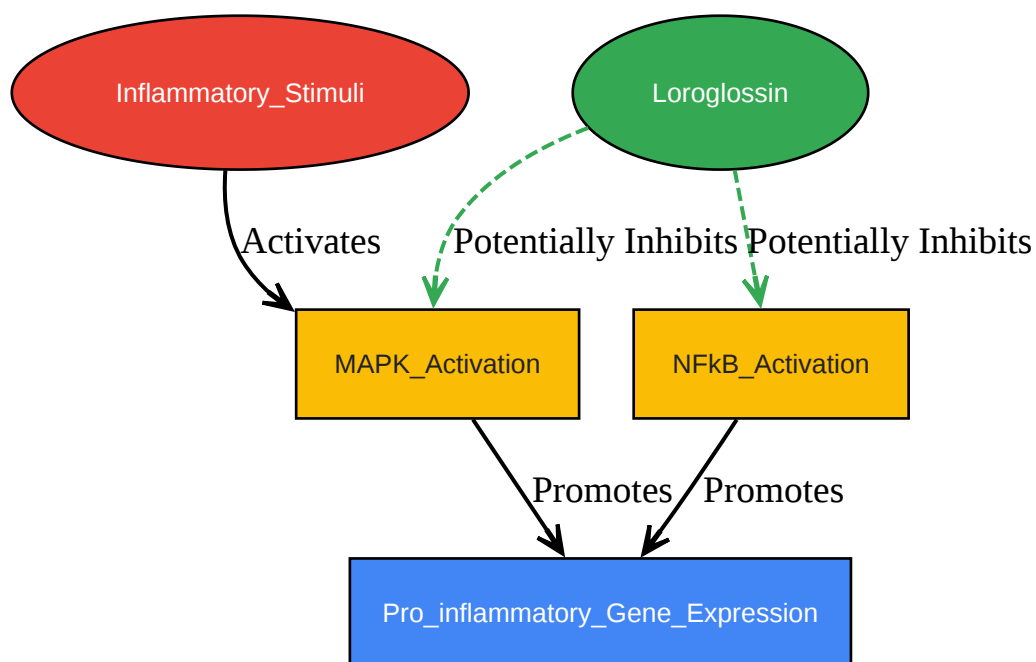 Inflammatory_Stimuli
Loroglossin
Activates
Potentially Inhibits
Potentially Inhibits
MAPK_Activation
NFkB_Activation
Promotes
Promotes
Pro_inflammatory_Gene_Expression